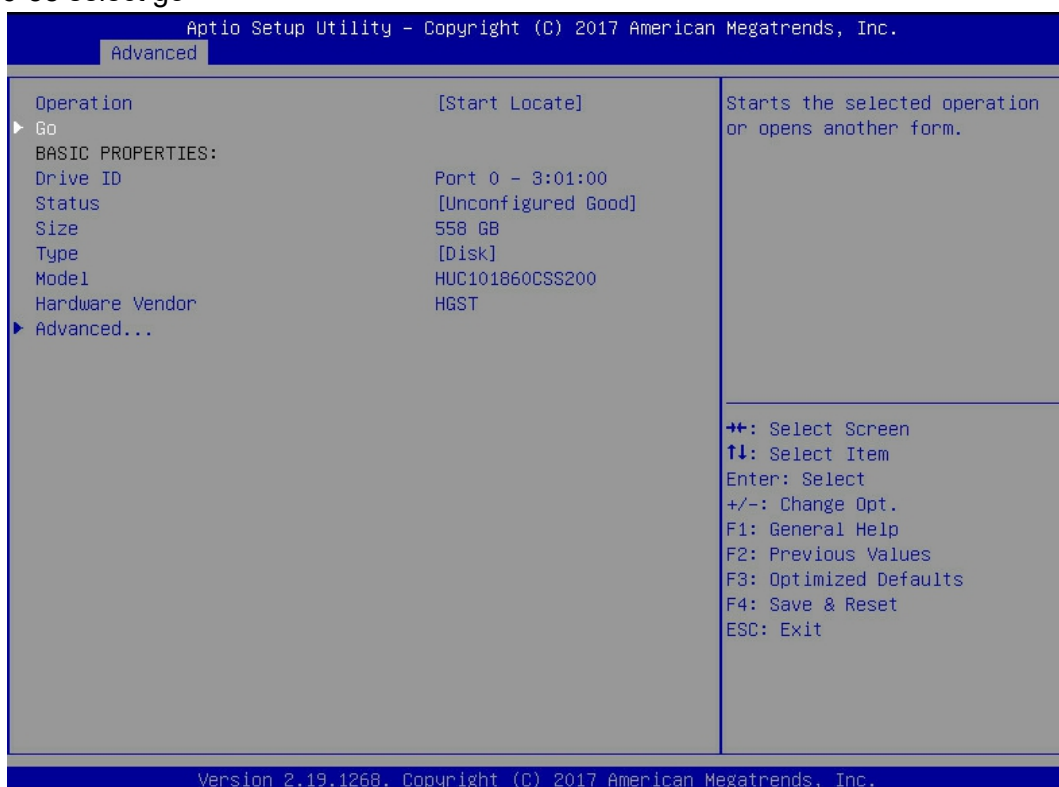 select go
Aptio Setup Utility – Copyright (C) 2017 American Megatrends, Inc.
Advanced
Operation [Start Locate]
Go
BASIC PROPERTIES:
Drive ID Port 0 – 3:01:00
Status [Unconfigured Good]
Size 558 GB
Type [Disk]
Model HUC101860CSS200
Hardware Vendor HGST
Advanced...
Starts the selected operation
or opens another form.
→←: Select Screen
↑↓: Select Item
Enter: Select
+/-: Change Opt.
F1: General Help
F2: Previous Values
F3: Optimized Defaults
F4: Save & Reset
ESC: Exit
Version 2.19.1268. Copyright (C) 2017 American Megatrends, Inc.